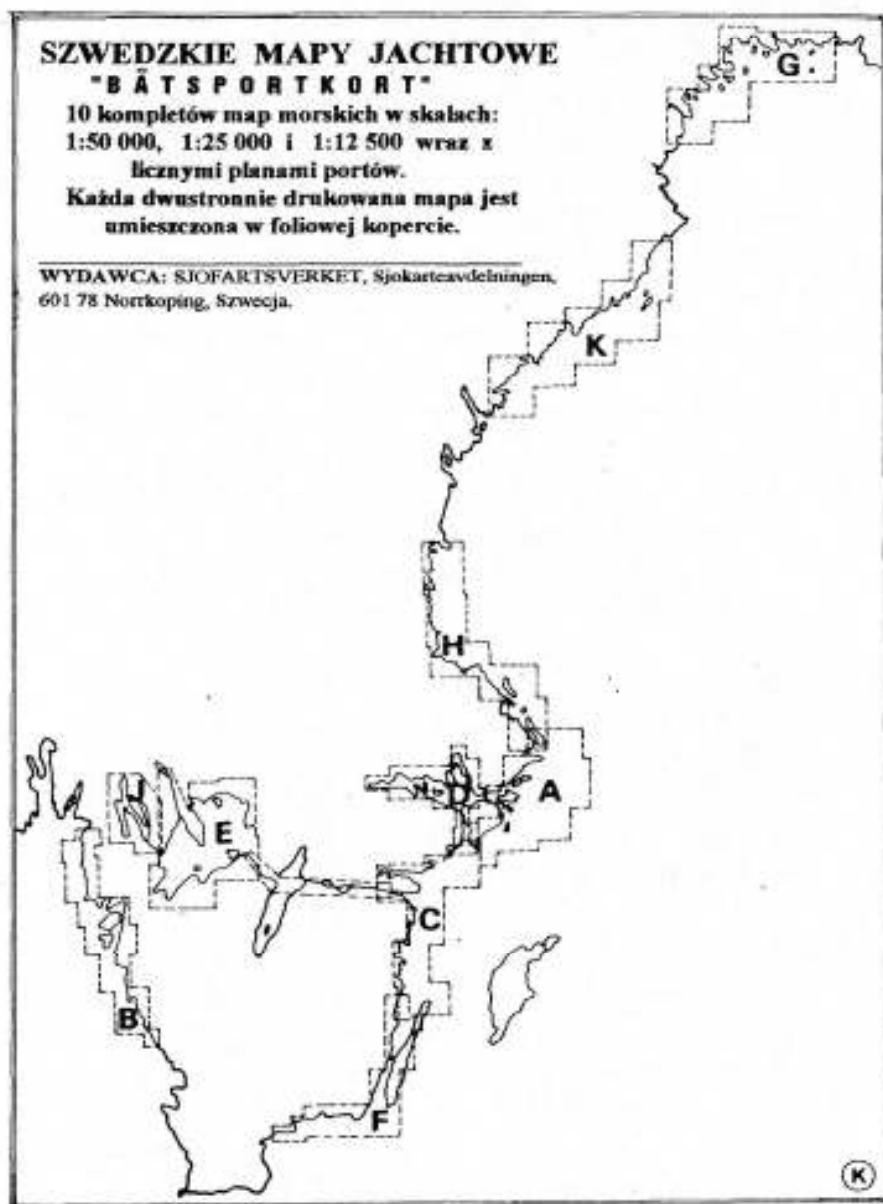 SZWEDZKIE MAPY JACHTOWE
"BÅTSPORTKORT"
10 kompletów map morskich w skalach:
1:50 000, 1:25 000 i 1:12 500 wraz z
licznymi planami portów.
Każda dwustronnie drukowana mapa jest
umieszczona w foliowej kopercie.
WYDAWCA: SJOFARTSVERKET, Sjokarteavdelningen,
601 78 Norrkoping, Szwecja.
G
K
H
A
J
E
D
C
B
F
K